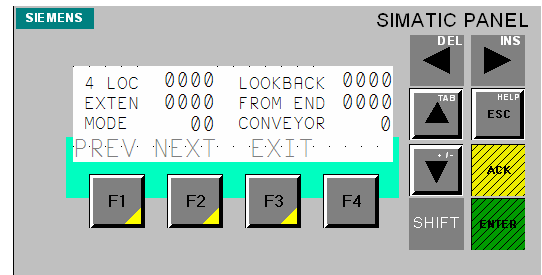 SIEMENS
SIMATIC PANEL
DEL INS
4 LOC 0000 LOOKBACK 0000
EXTEN 0000 FROM END 0000
MODE 00 CONVEYOR 0
PREV NEXT EXIT
TAB HELP
ESC
+/-
ACK
F1 F2 F3 F4
SHIFT ENTER